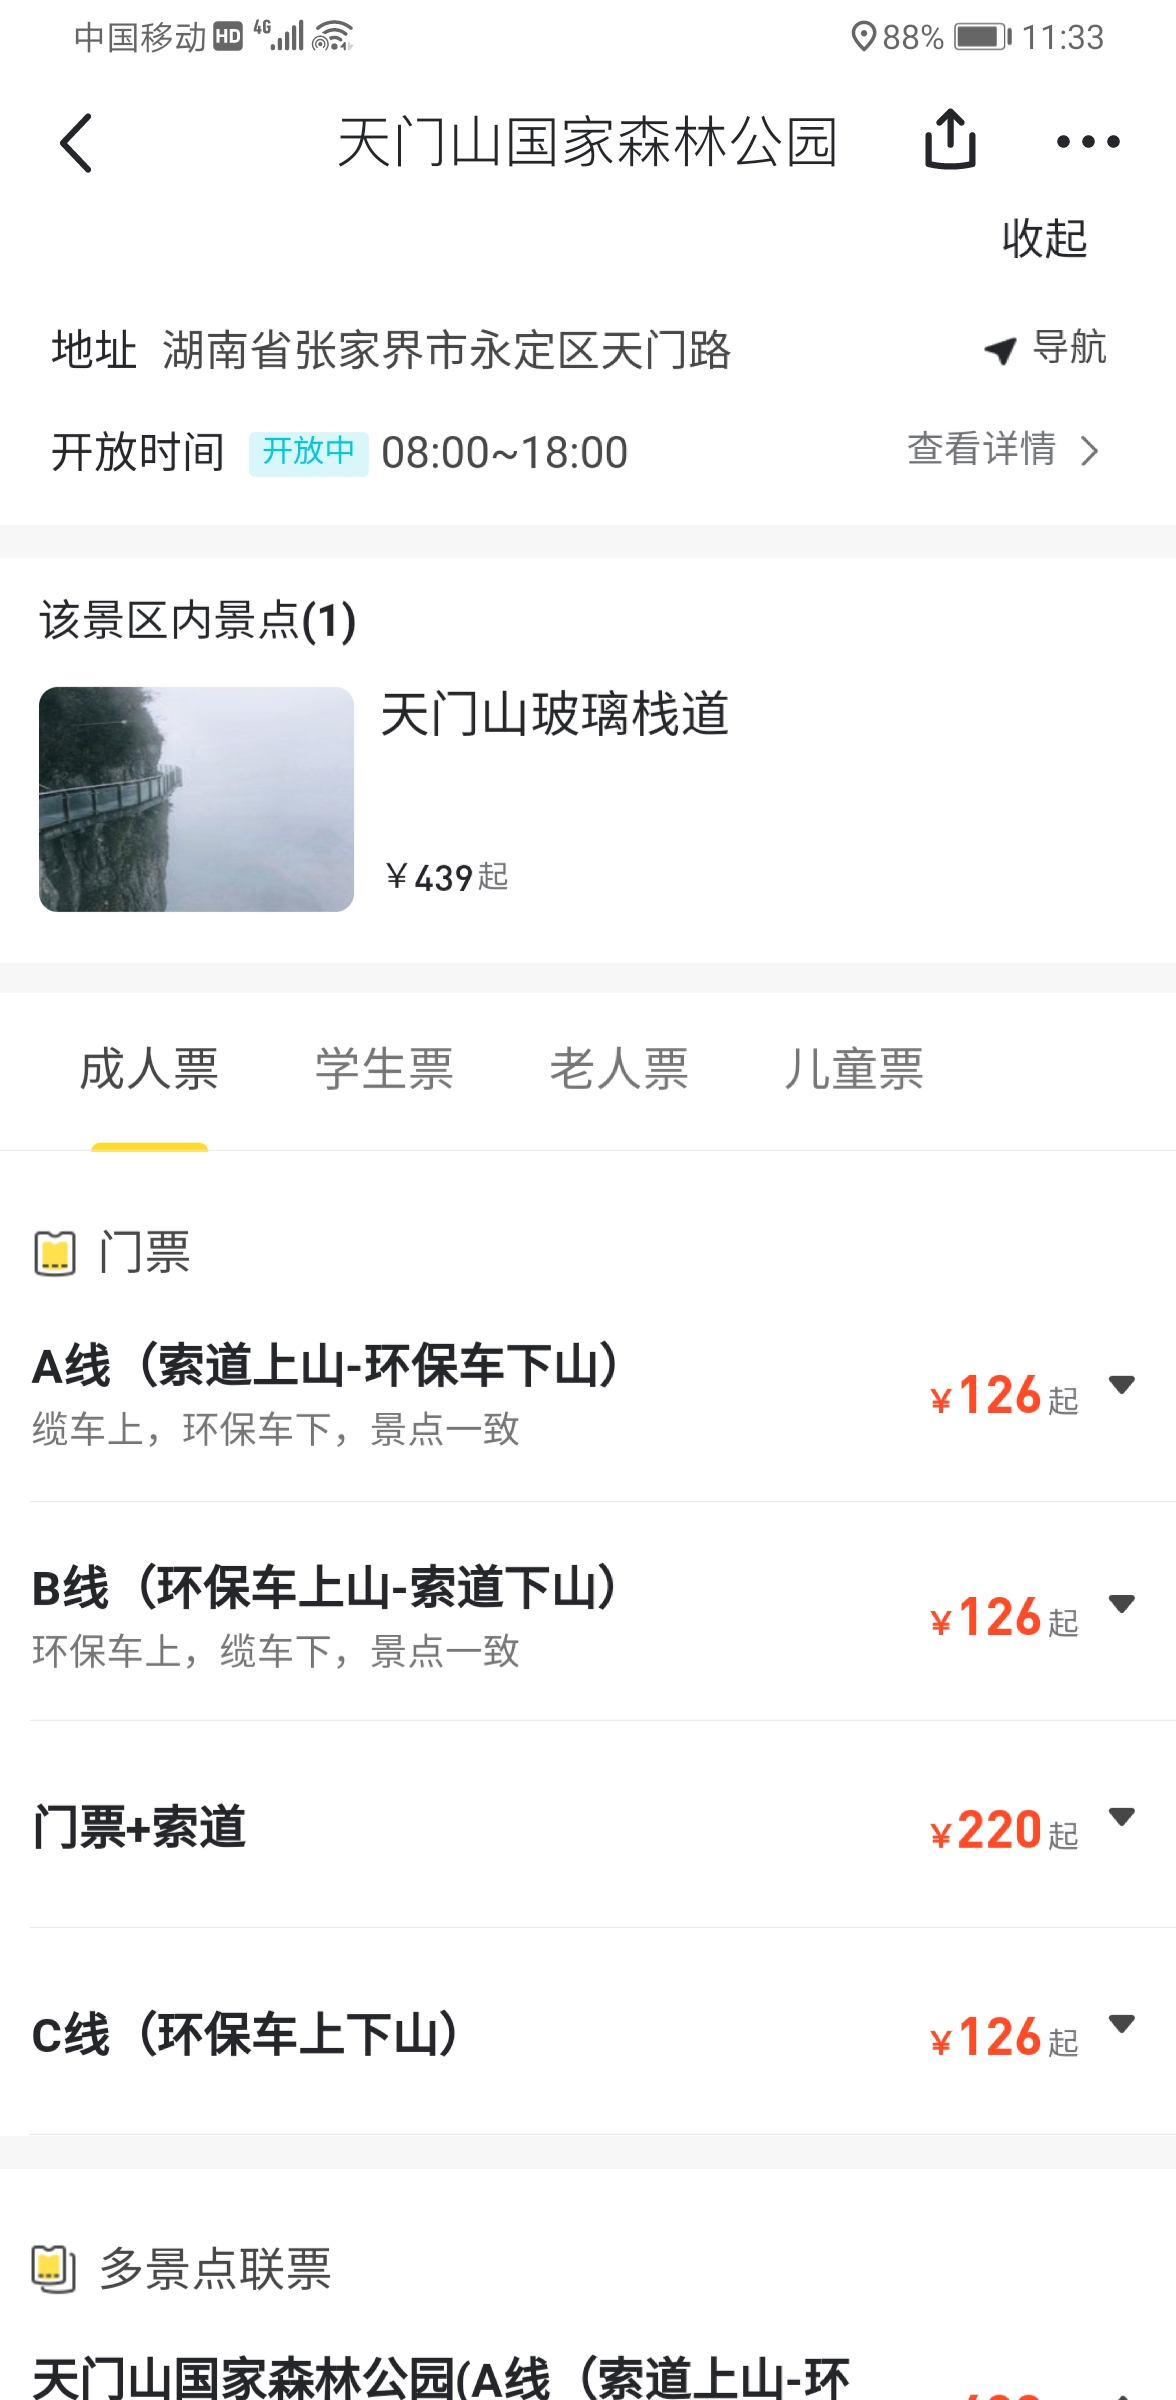 中国移动 HD 4G 88% 11:33
天门山国家森林公园
收起
地址 湖南省张家界市永定区天门路 导航
开放时间 开放中 08:00~18:00 查看详情
该景区内景点(1)
天门山玻璃栈道
¥439起
成人票 学生票 老人票 儿童票
门票
A线（索道上山-环保车下山）
¥126起
缆车上，环保车下，景点一致
B线（环保车上山-索道下山）
¥126起
环保车上，缆车下，景点一致
门票+索道 ¥220起
C线（环保车上下山） ¥126起
多景点联票
天门山国家森林公园(A线（索道上山-环